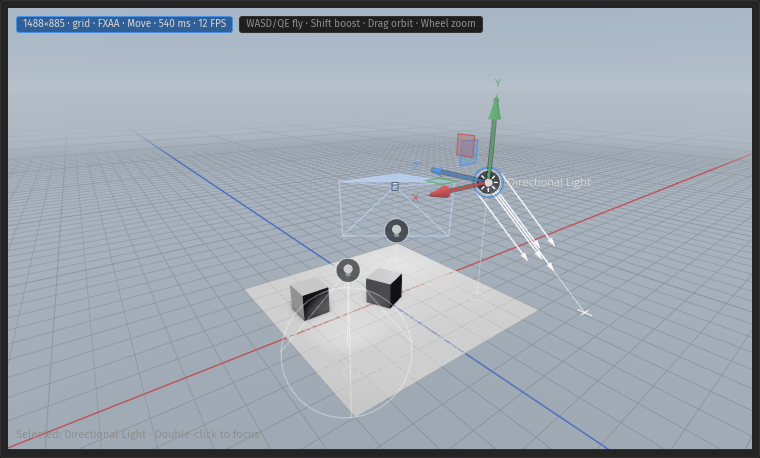 1488×885 · grid · FXAA · Move · 540 ms · 12 FPS
WASD/QE fly · Shift boost · Drag orbit · Wheel zoom
Y
Z
Directional Light
X
Selected: Directional Light · Double-click to focus